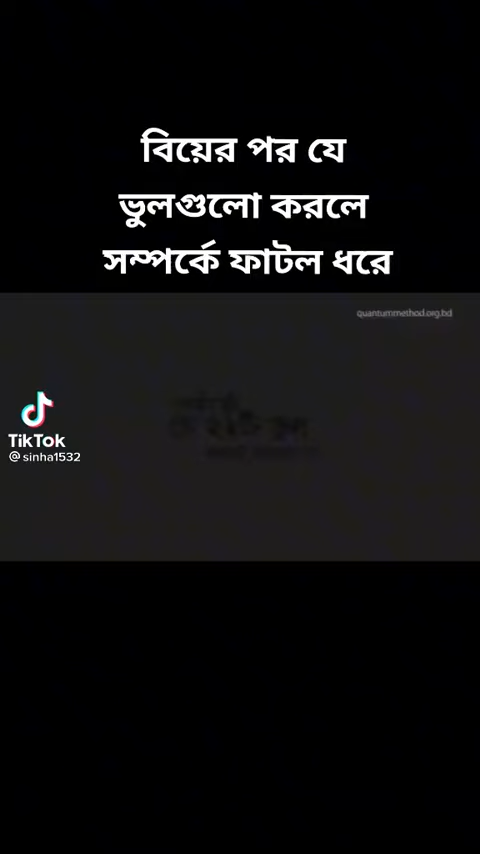 বিয়ের পর যে
ভুলগুলো করলে
সম্পর্কে ফাটল ধরে
quantummethod.org.bd
TikTok
@sinha1532